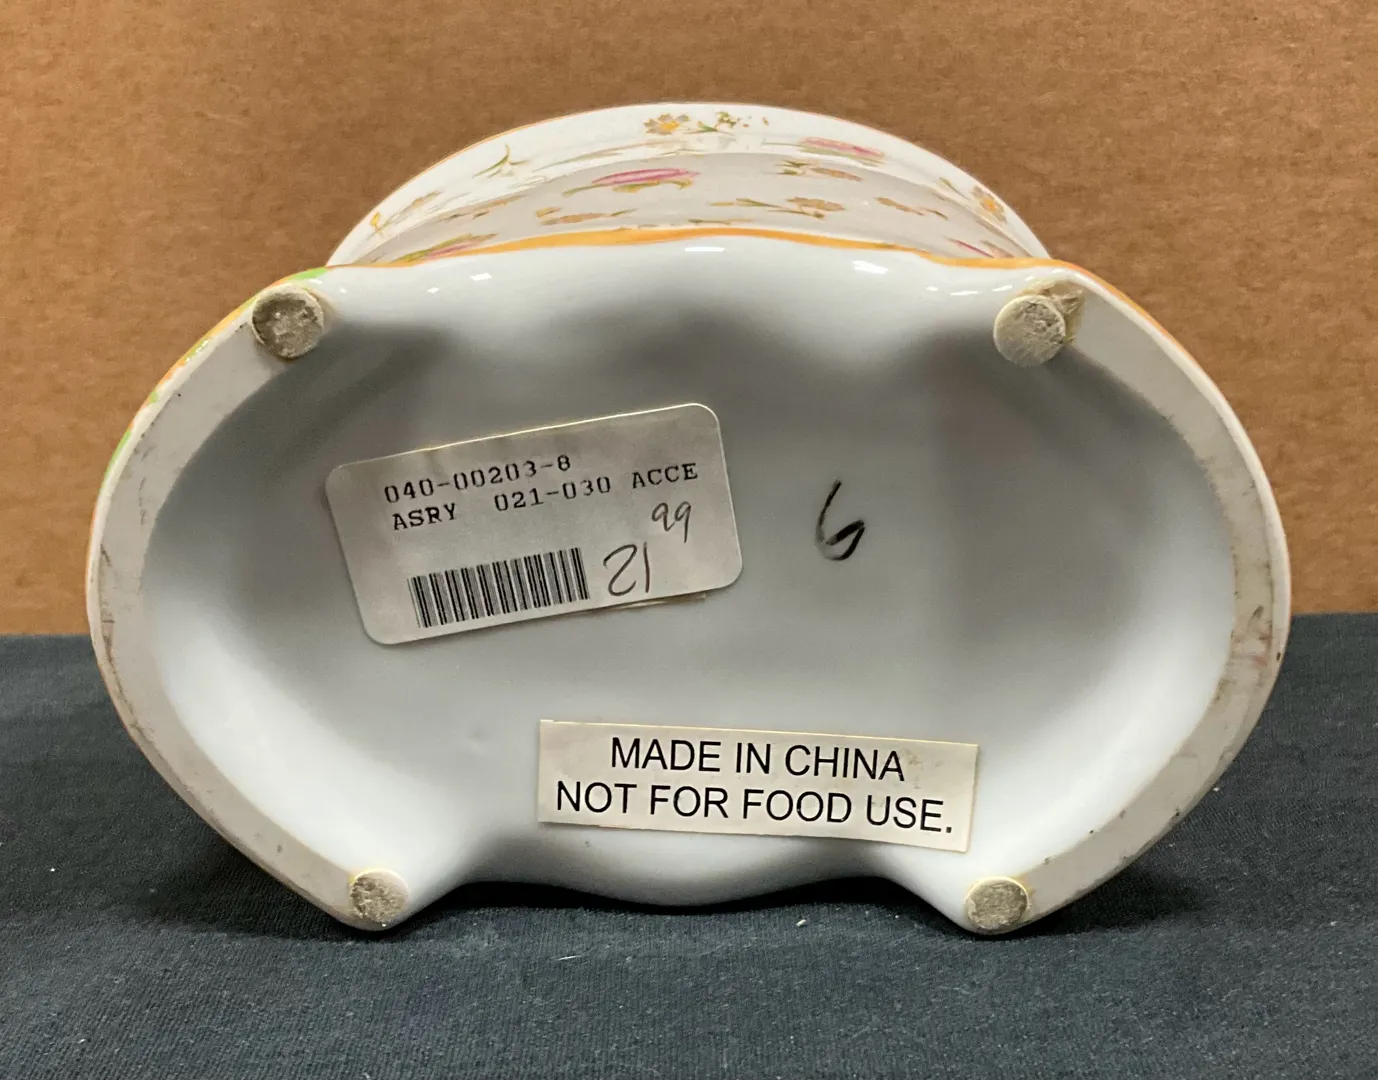 040-00203-8
ASRY 021-030 ACCE
21 99
6
MADE IN CHINA
NOT FOR FOOD USE.